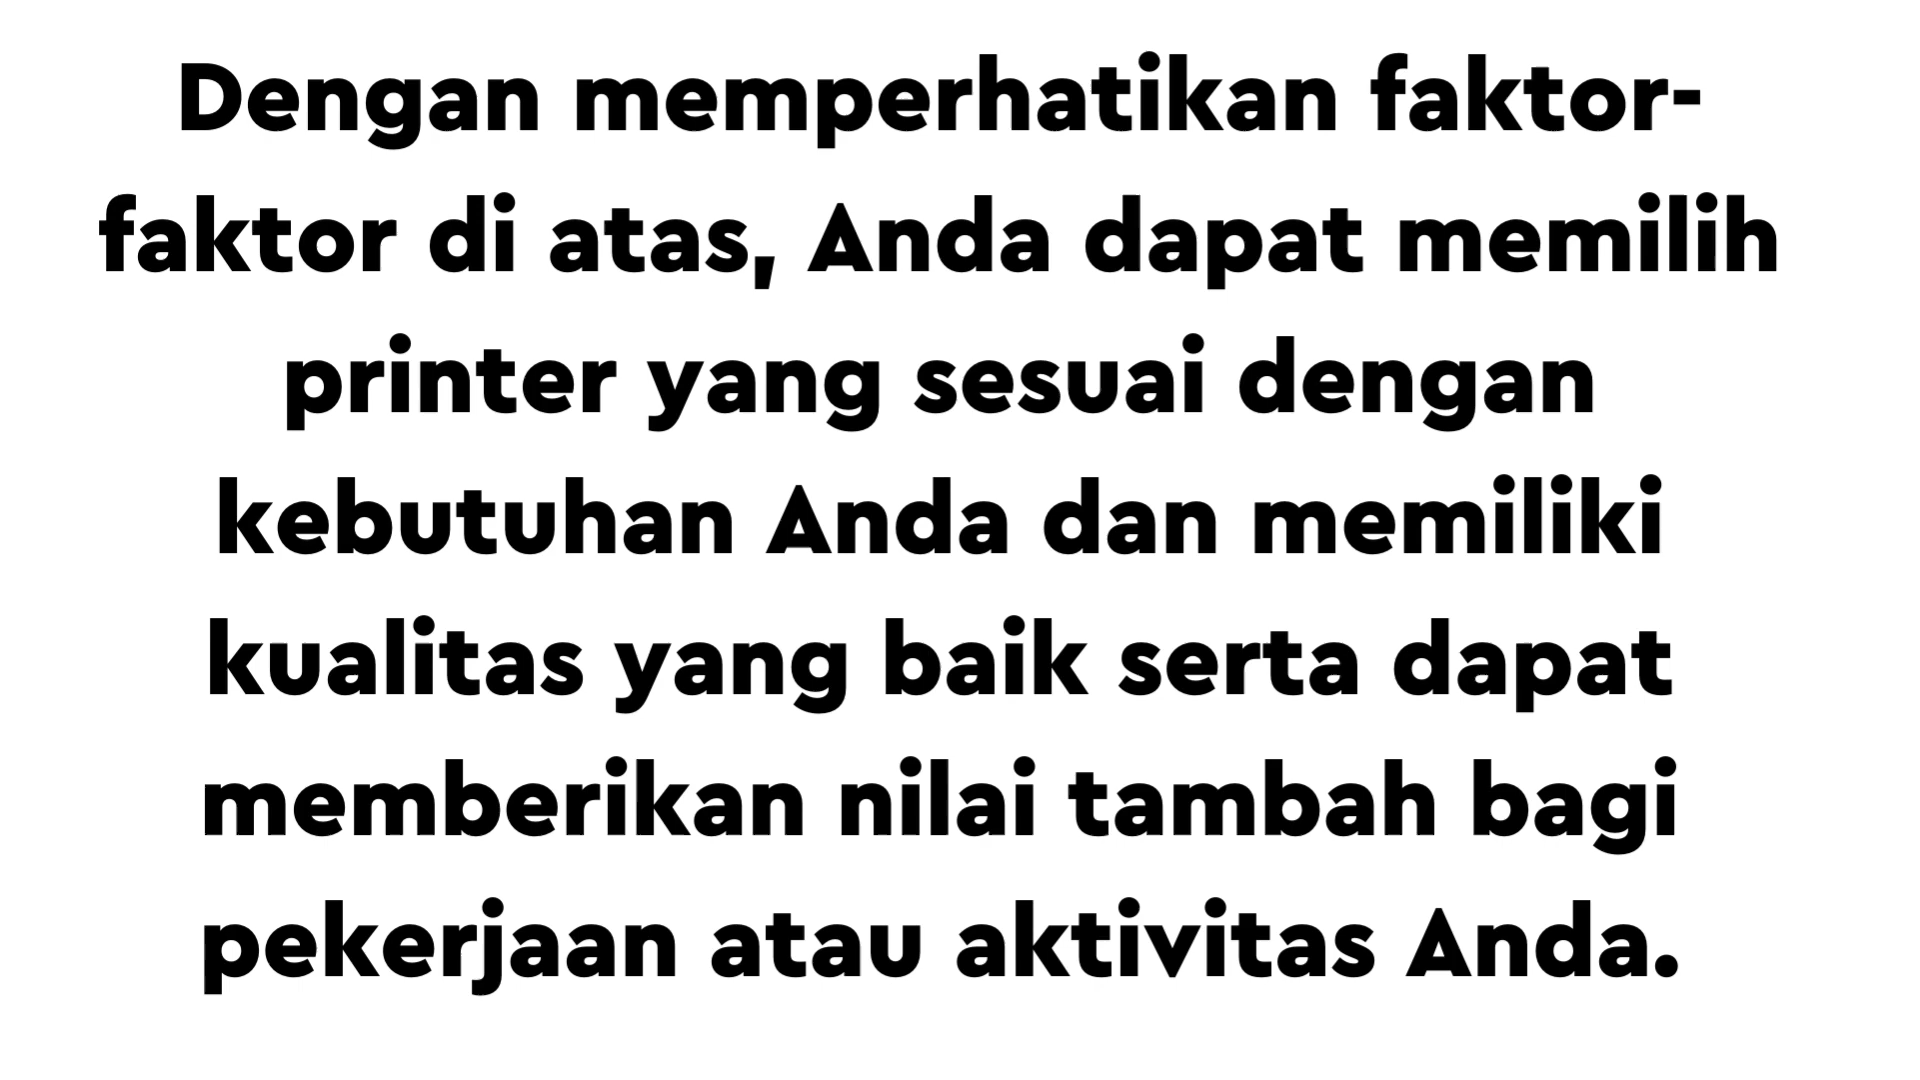 Dengan memperhatikan faktor-
faktor di atas, Anda dapat memilih
printer yang sesuai dengan
kebutuhan Anda dan memiliki
kualitas yang baik serta dapat
memberikan nilai tambah bagi
pekerjaan atau aktivitas Anda.